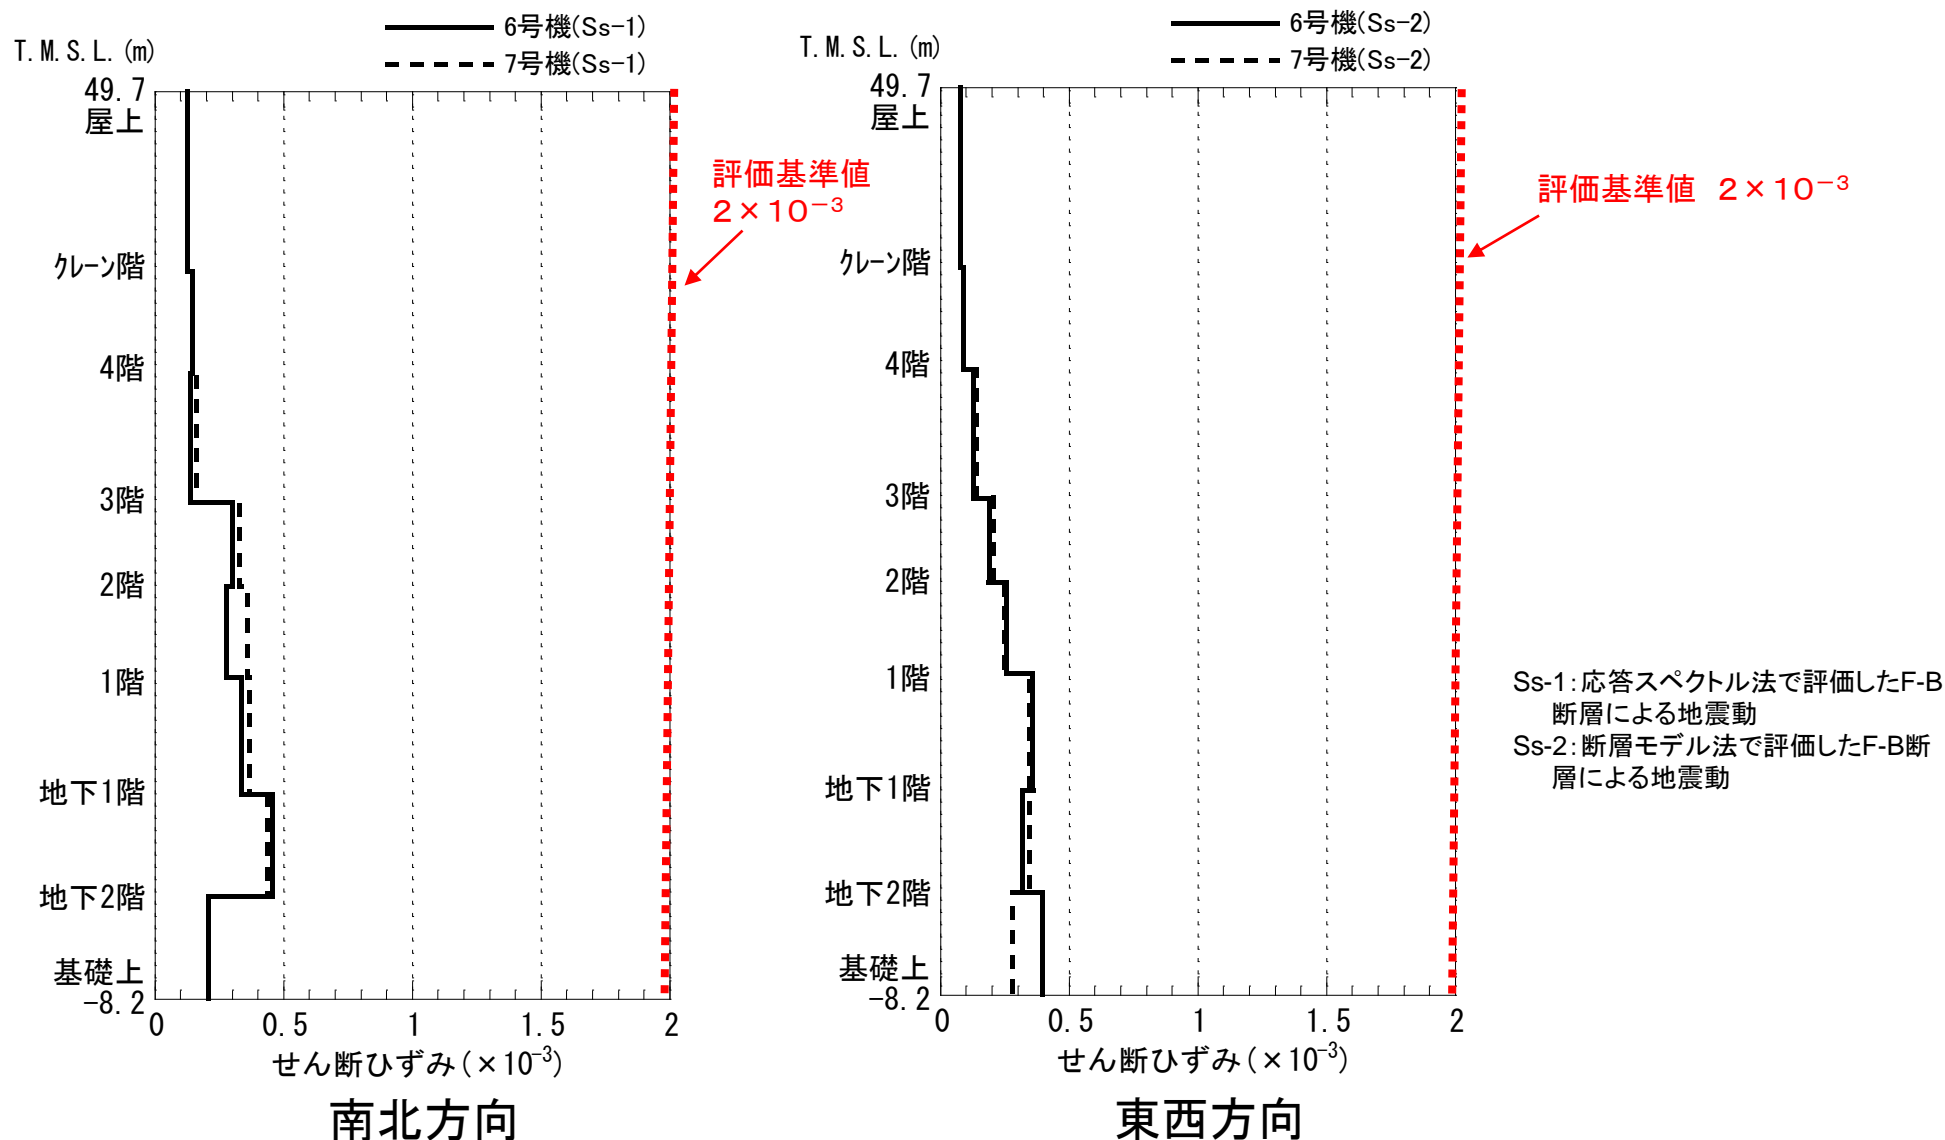 6号機(Ss-1)
7号機(Ss-1)
T.M.S.L.(m)
49.7
屋上
クレーン階
4階
3階
2階
1階
地下1階
地下2階
基礎上
-8.2
0 0.5 1 1.5 2
せん断ひずみ(×10⁻³)
南北方向
評価基準値
2×10⁻³
6号機(Ss-2)
7号機(Ss-2)
T.M.S.L.(m)
49.7
屋上
クレーン階
4階
3階
2階
1階
地下1階
地下2階
基礎上
-8.2
0 0.5 1 1.5 2
せん断ひずみ(×10⁻³)
東西方向
評価基準値 2×10⁻³
Ss-1:応答スペクトル法で評価したF-B
断層による地震動
Ss-2:断層モデル法で評価したF-B断
層による地震動